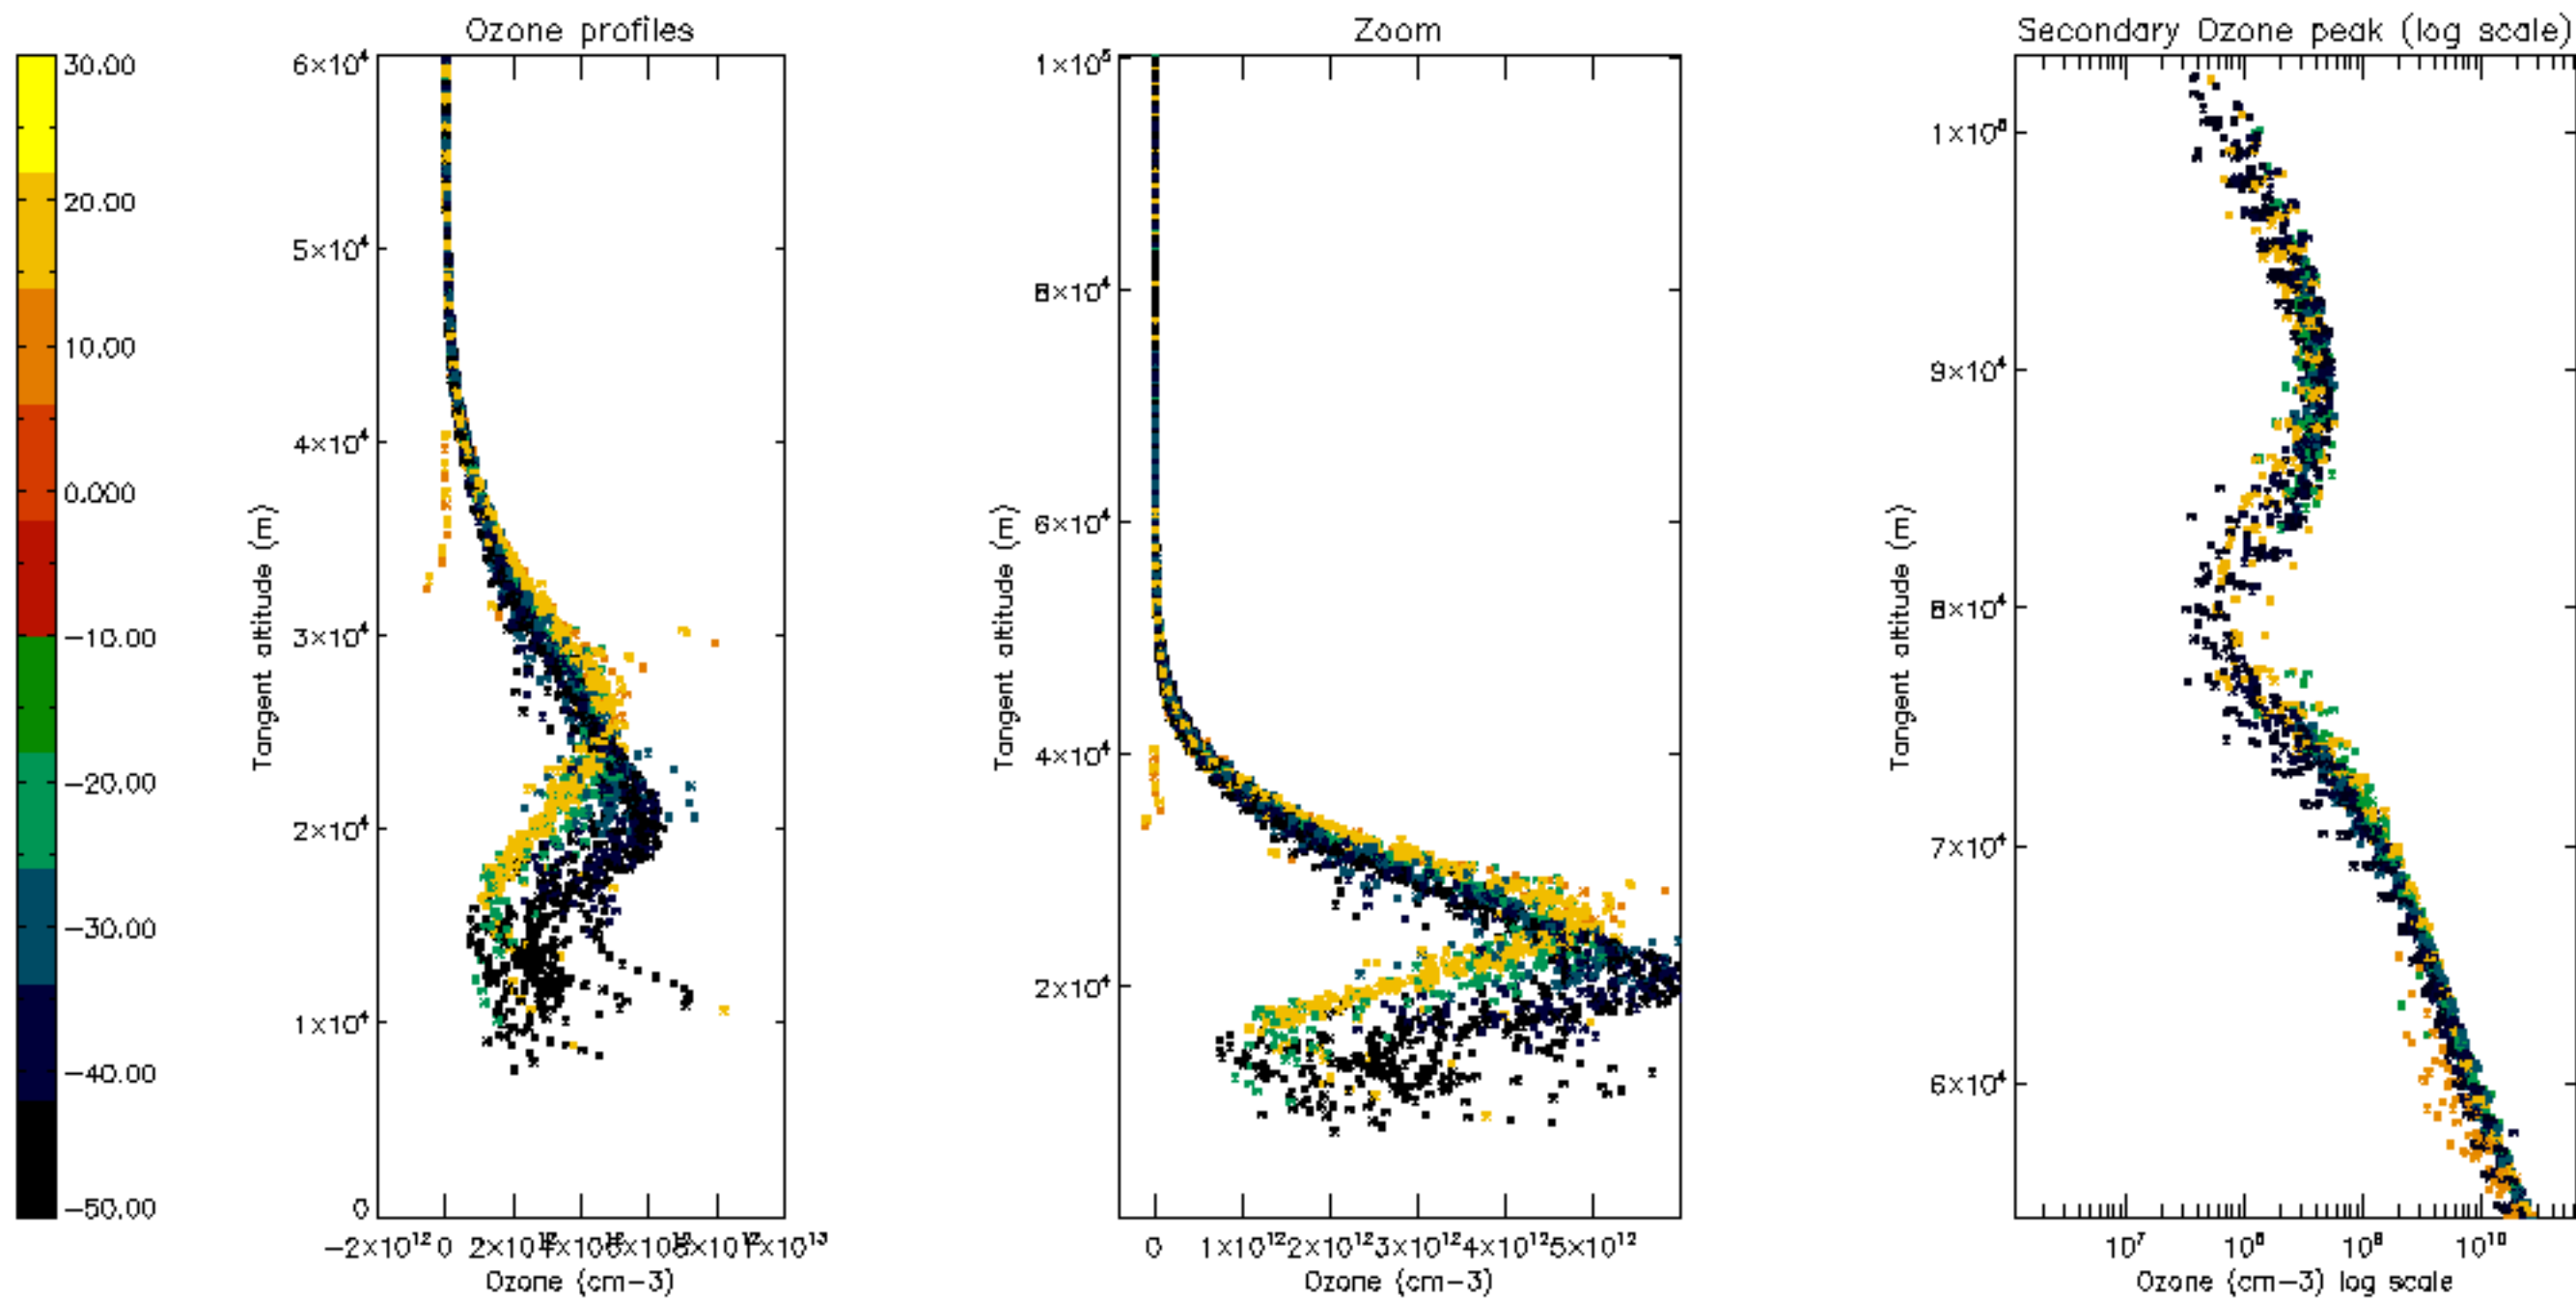 Ozone profiles
Zoom
Secondary Ozone peak (log scale)
30.00
20.00
10.00
0.000
-10.00
-20.00
-30.00
-40.00
-50.00
6×10⁴
5×10⁴
4×10⁴
3×10⁴
2×10⁴
1×10⁴
0
Tangent altitude (m)
-2×10¹² 0
Ozone (cm-3)
1×10⁵
8×10⁴
6×10⁴
4×10⁴
2×10⁴
Tangent altitude (m)
0 1×10¹² 2×10¹² 3×10¹² 4×10¹² 5×10¹²
Ozone (cm-3)
9×10⁴
8×10⁴
7×10⁴
6×10⁴
Tangent altitude (m)
10⁷ 10⁸ 10⁹ 10¹⁰
Ozone (cm-3) log scale